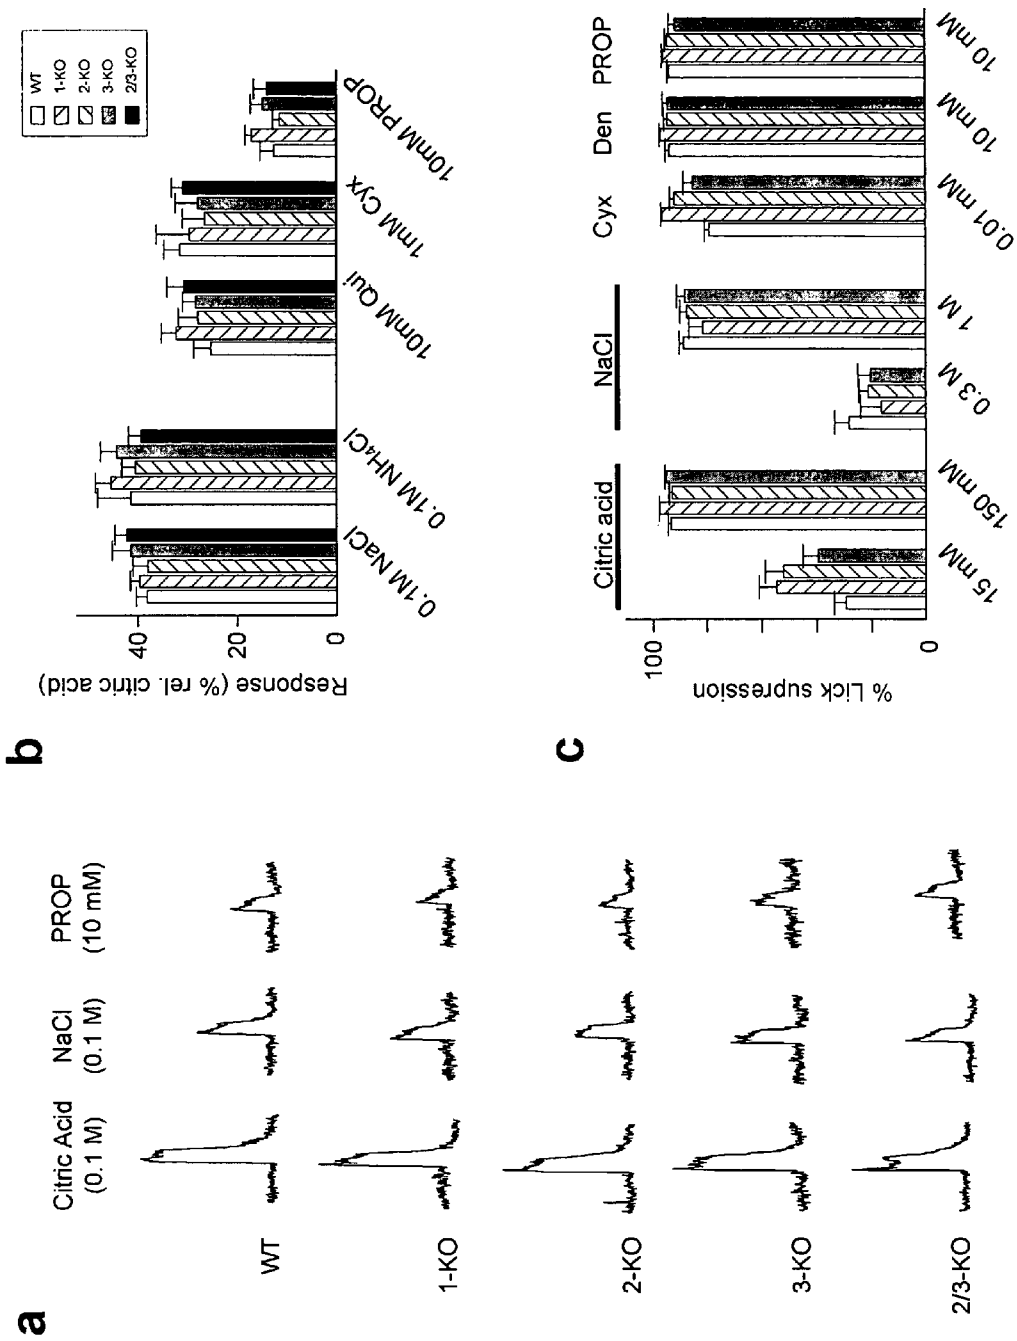 a
Citric Acid
(0.1 M)
NaCl
(0.1 M)
PROP
(10 mM)
WT
1-KO
2-KO
3-KO
2/3-KO
b
WT
1-KO
2-KO
3-KO
2/3-KO
Response (% rel. citric acid)
40
20
0
0.1M NaCl
0.1M NH₄Cl
10mM Qui
1mM Cyx
10mM PROP
c
Citric acid
NaCl
Cyx
Den
PROP
% Lick supression
100
0
15 mM
150 mM
0.3 M
1 M
0.01 mM
10 mM
10 mM